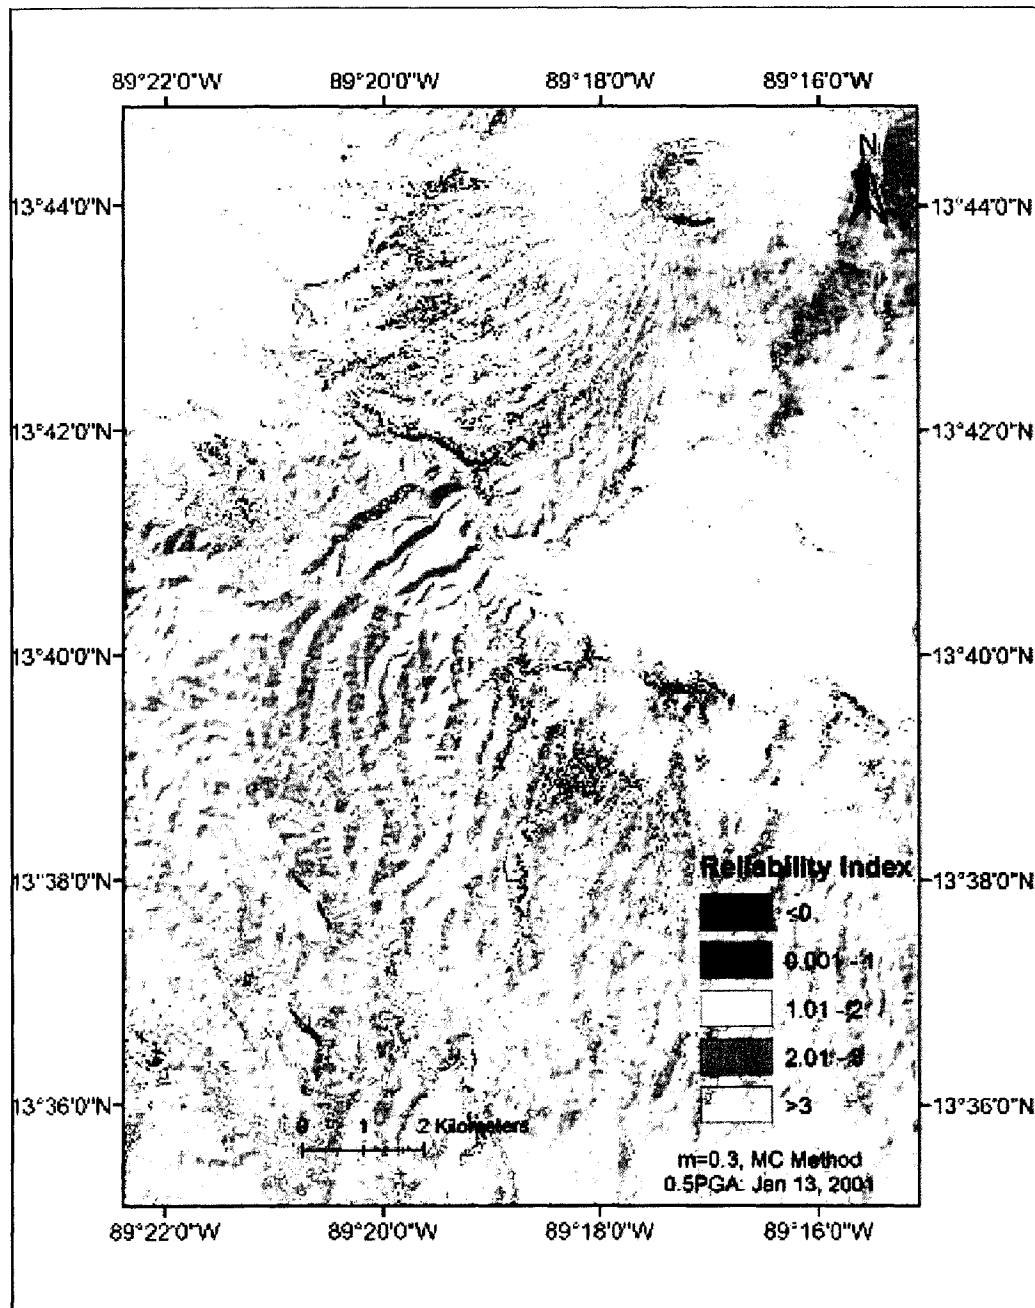 89°22'0"W 89°20'0"W 89°18'0"W 89°16'0"W
N
13°44'0"N 13°44'0"N
13°42'0"N 13°42'0"N
13°40'0"N 13°40'0"N
Reliability Index
13°38'0"N 13°38'0"N
≤0
0.001 - 1
1.01 - 2
2.01 - 3
>3
13°36'0"N 13°36'0"N
0 1 2 Kilometers
m=0.3, MC Method
0.5PGA: Jan 13, 2001
89°22'0"W 89°20'0"W 89°18'0"W 89°16'0"W